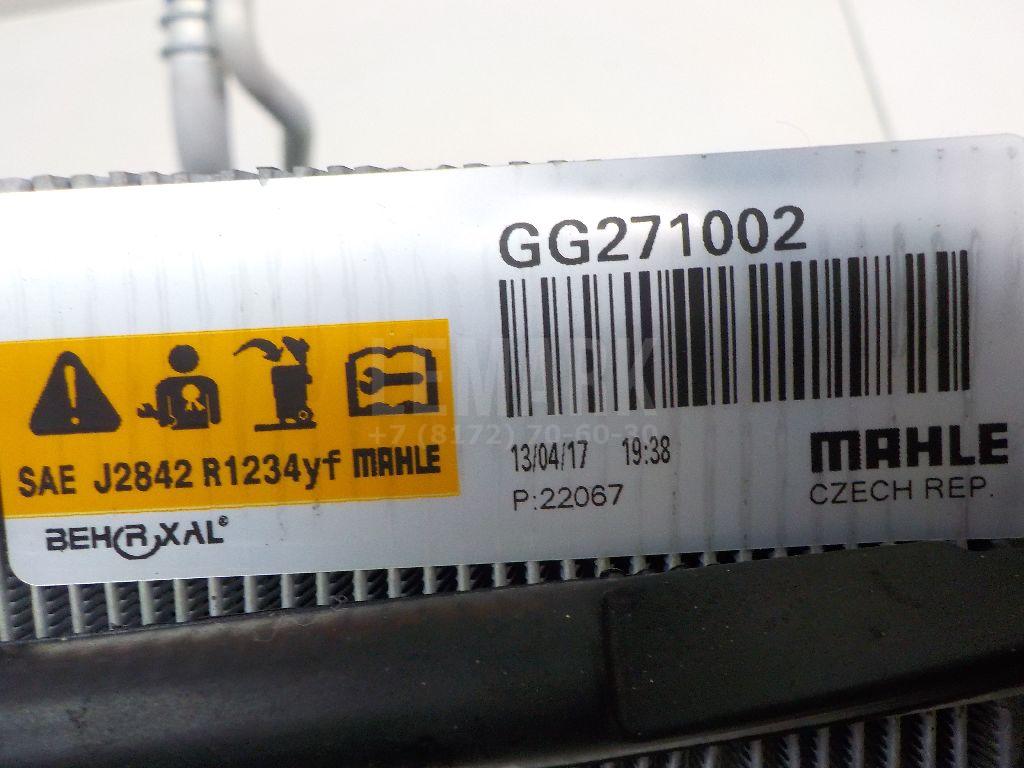 GG271002
LEMARK
+7 (8172) 70-60-30
SAE J2842 R1234yf MAHLE
13/04/17 19:38
P:22067
MAHLE
CZECH REP.
BEHR XAL®